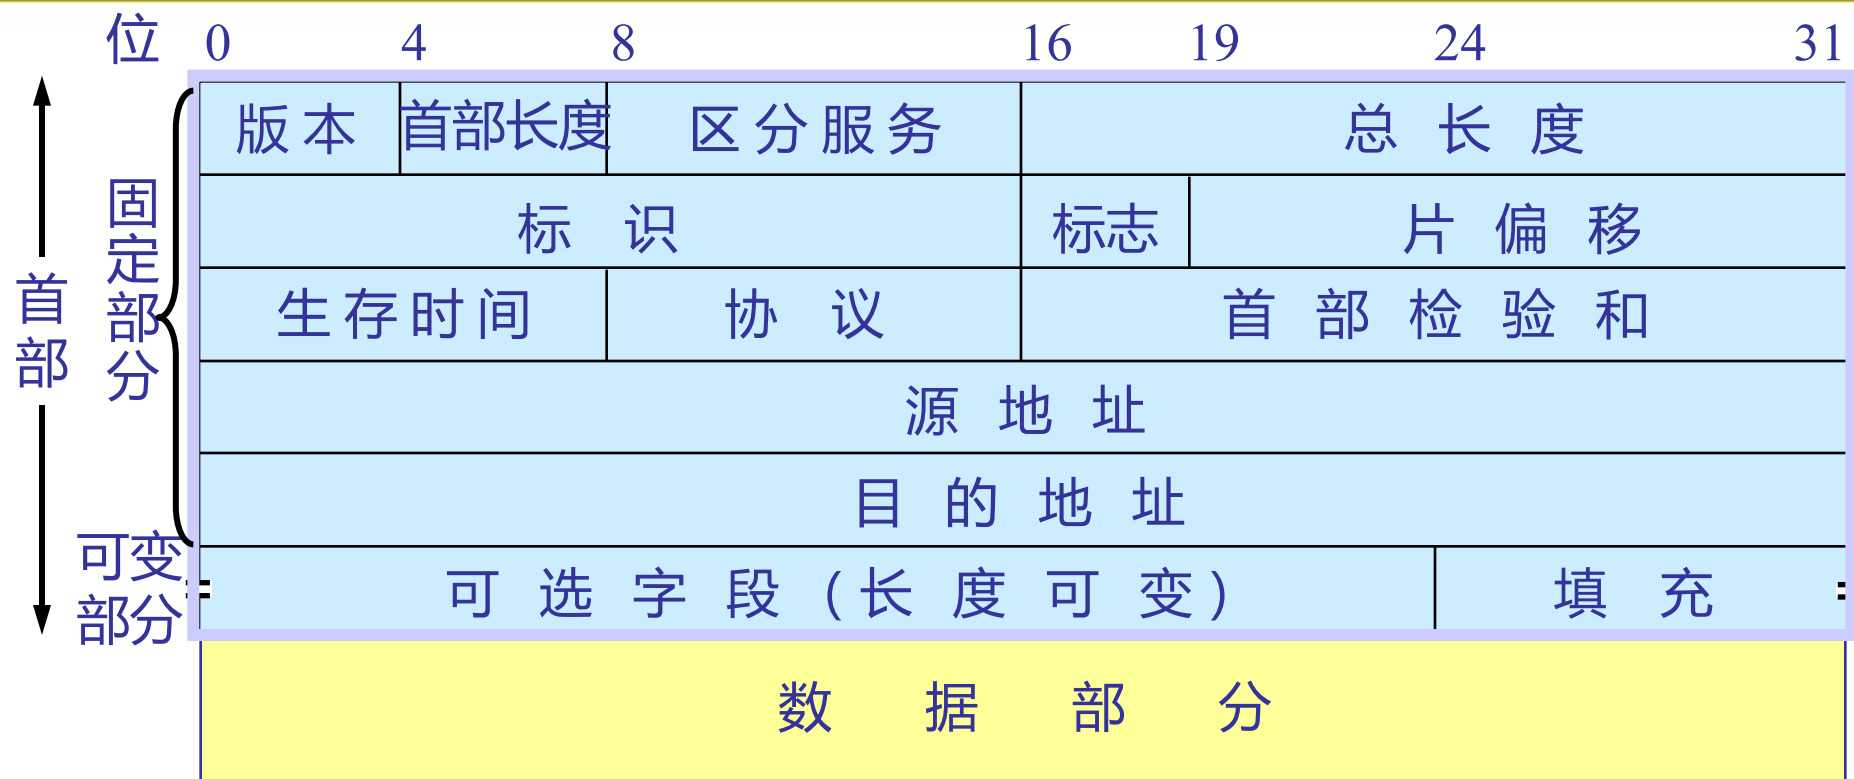 位 0 4 8 16 19 24 31
版本 首部长度 区分服务 总长度
标识 标志 片偏移
生存时间 协议 首部检验和
源地址
目的地址
可选字段(长度可变) 填充
数据部分
首部
固定部分
可变
部分